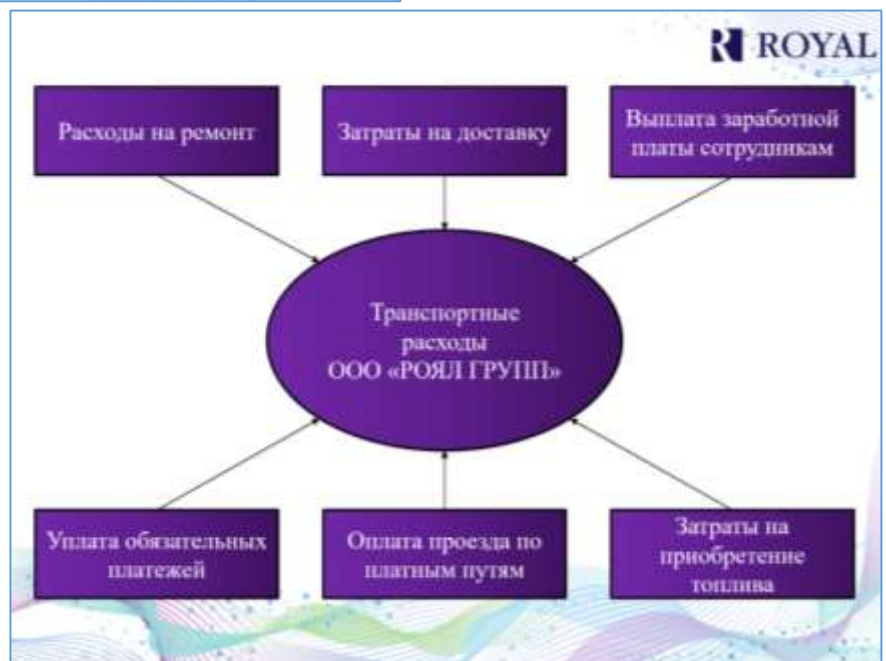 ROYAL
Расходы на ремонт
Затраты на доставку
Выплата заработной
платы сотрудникам
Транспортные
расходы
ООО «РОЯЛ ГРУПП»
Уплата обязательных
платежей
Оплата проезда по
платным путям
Затраты на
приобретение
топлива